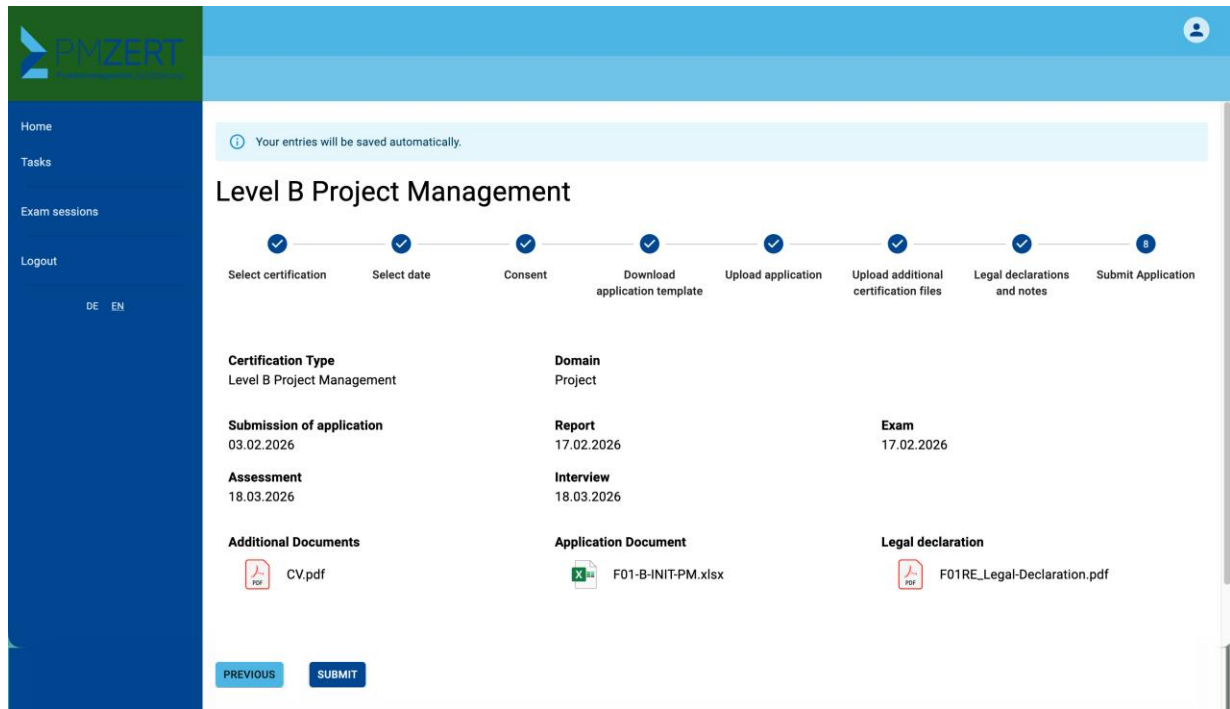 PMZERT
Home
Tasks
Exam sessions
Logout
DE EN
Your entries will be saved automatically.
Level B Project Management
8
Select certification
Select date
Consent
Download
application template
Upload application
Upload additional
certification files
Legal declarations
and notes
Submit Application
Certification Type
Level B Project Management
Domain
Project
Submission of application
03.02.2026
Report
17.02.2026
Exam
17.02.2026
Assessment
18.03.2026
Interview
18.03.2026
Additional Documents
PDF CV.pdf
Application Document
X F01-B-INIT-PM.xlsx
Legal declaration
PDF F01RE_Legal-Declaration.pdf
PREVIOUS SUBMIT